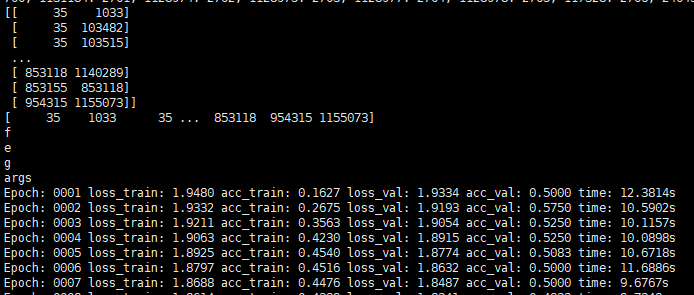 [[     35    1033]
 [     35  103482]
 [     35  103515]
 ...
 [ 853118 1140289]
 [ 853155  853118]
 [ 954315 1155073]]
[     35    1033      35 ...  853118  954315 1155073]
f
e
g
args
Epoch: 0001 loss_train: 1.9480 acc_train: 0.1627 loss_val: 1.9334 acc_val: 0.5000 time: 12.3814s
Epoch: 0002 loss_train: 1.9332 acc_train: 0.2675 loss_val: 1.9193 acc_val: 0.5750 time: 10.5902s
Epoch: 0003 loss_train: 1.9211 acc_train: 0.3563 loss_val: 1.9054 acc_val: 0.5250 time: 10.1157s
Epoch: 0004 loss_train: 1.9063 acc_train: 0.4230 loss_val: 1.8915 acc_val: 0.5250 time: 10.0898s
Epoch: 0005 loss_train: 1.8925 acc_train: 0.4540 loss_val: 1.8774 acc_val: 0.5083 time: 10.6718s
Epoch: 0006 loss_train: 1.8797 acc_train: 0.4516 loss_val: 1.8632 acc_val: 0.5000 time: 11.6886s
Epoch: 0007 loss_train: 1.8688 acc_train: 0.4476 loss_val: 1.8487 acc_val: 0.5000 time: 9.6767s